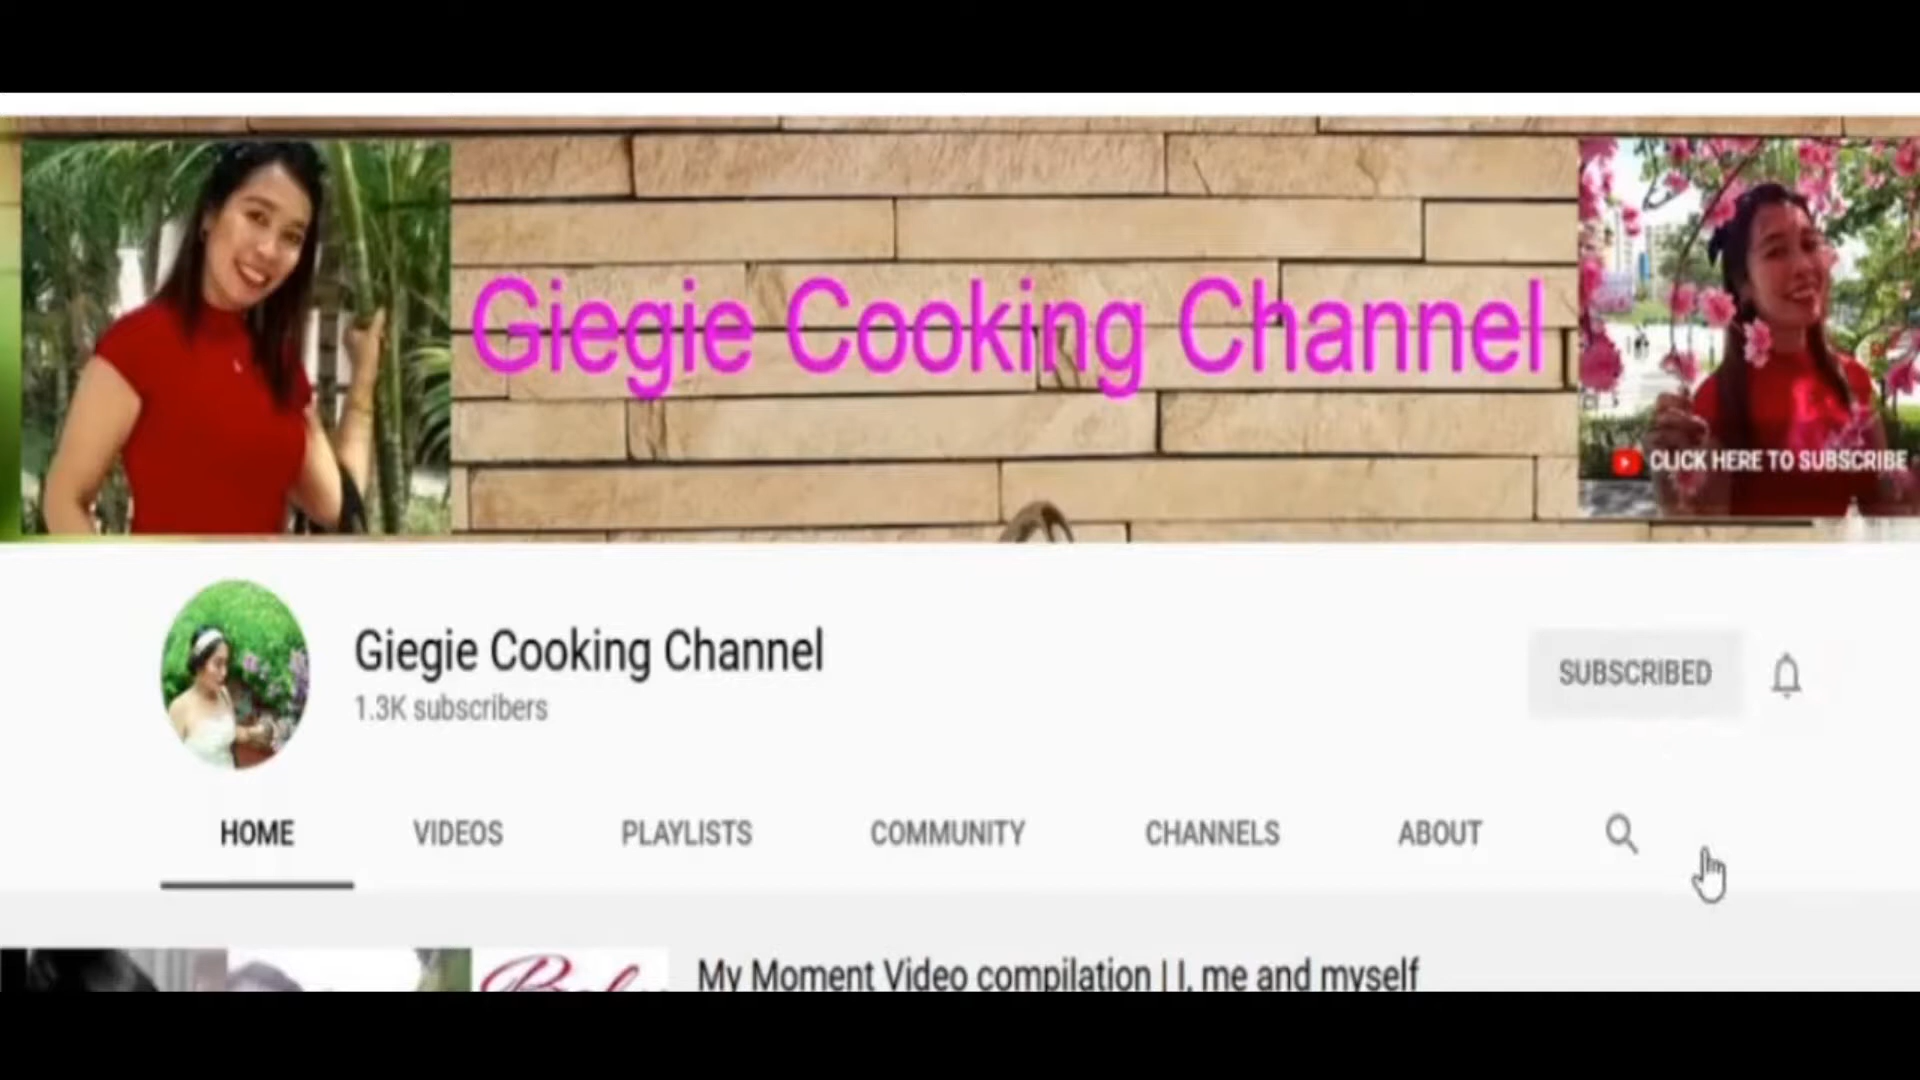 Giegie Cooking Channel
CLICK HERE TO SUBSCRIBE
Giegie Cooking Channel
1.3K subscribers
SUBSCRIBED
HOME VIDEOS PLAYLISTS COMMUNITY CHANNELS ABOUT
My Moment Video compilation | I, me and myself